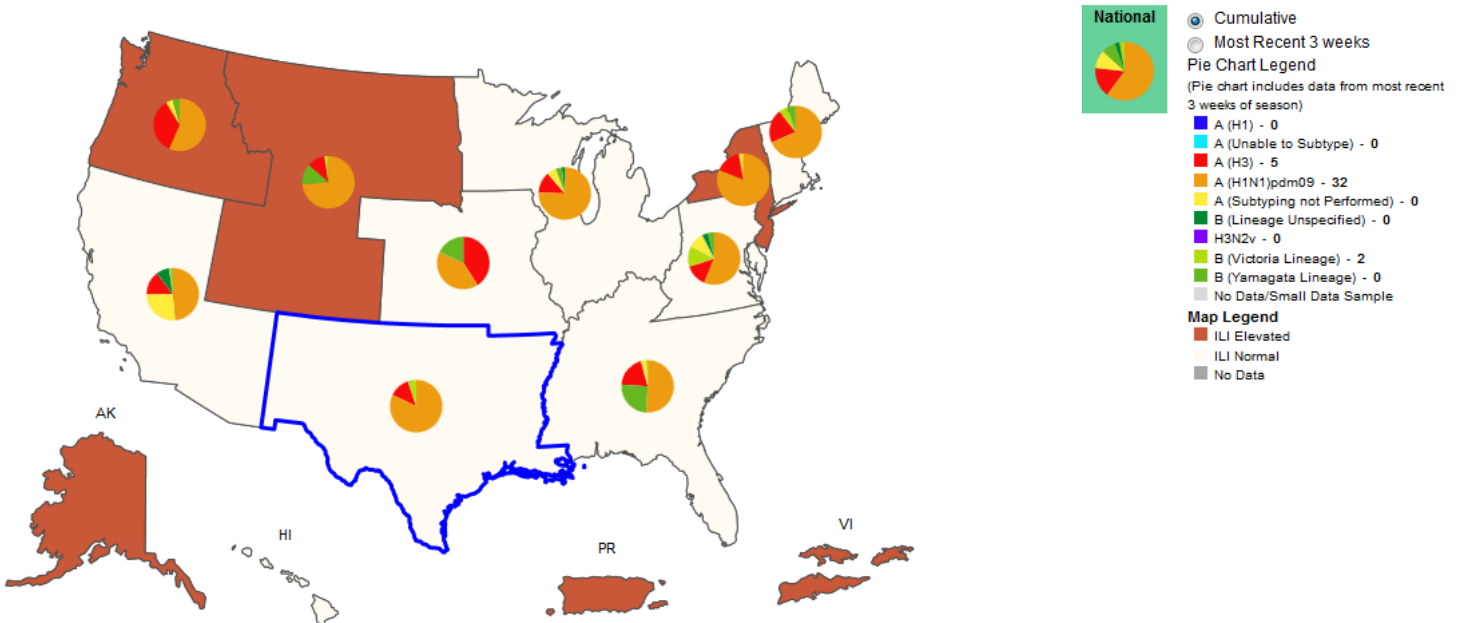 National
Cumulative
Most Recent 3 weeks
Pie Chart Legend
(Pie chart includes data from most recent
3 weeks of season)
A (H1) - 0
A (Unable to Subtype) - 0
A (H3) - 5
A (H1N1)pdm09 - 32
A (Subtyping not Performed) - 0
B (Lineage Unspecified) - 0
H3N2v - 0
B (Victoria Lineage) - 2
B (Yamagata Lineage) - 0
No Data/Small Data Sample
Map Legend
ILI Elevated
ILI Normal
No Data
AK
HI
PR
VI